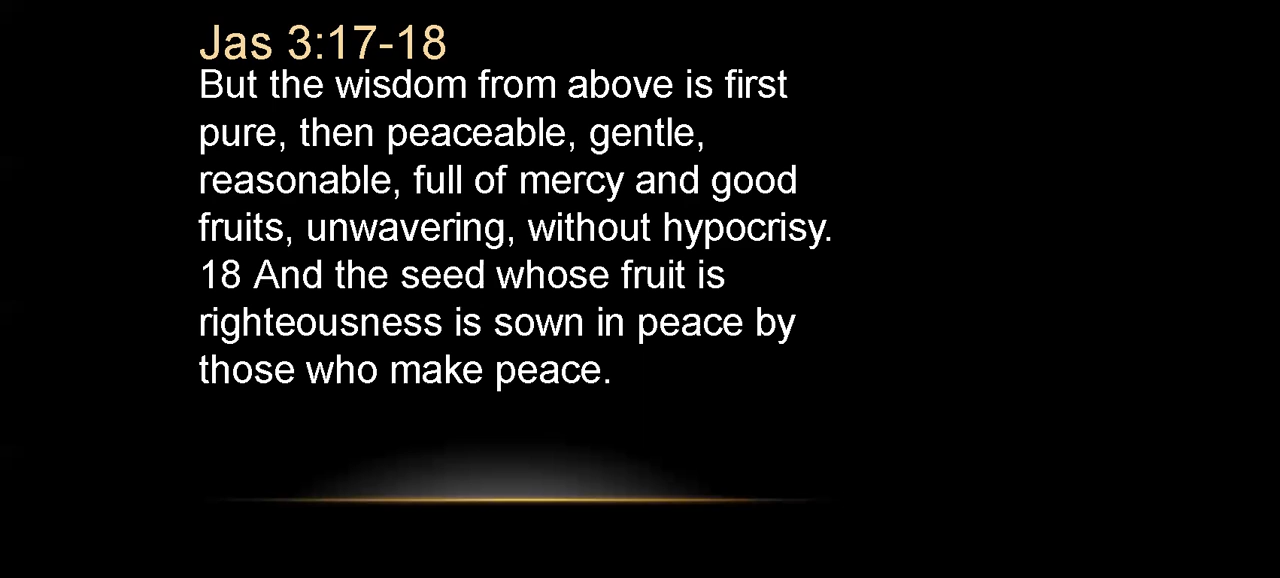 Jas 3:17-18
But the wisdom from above is first
pure, then peaceable, gentle,
reasonable, full of mercy and good
fruits, unwavering, without hypocrisy.
18 And the seed whose fruit is
righteousness is sown in peace by
those who make peace.